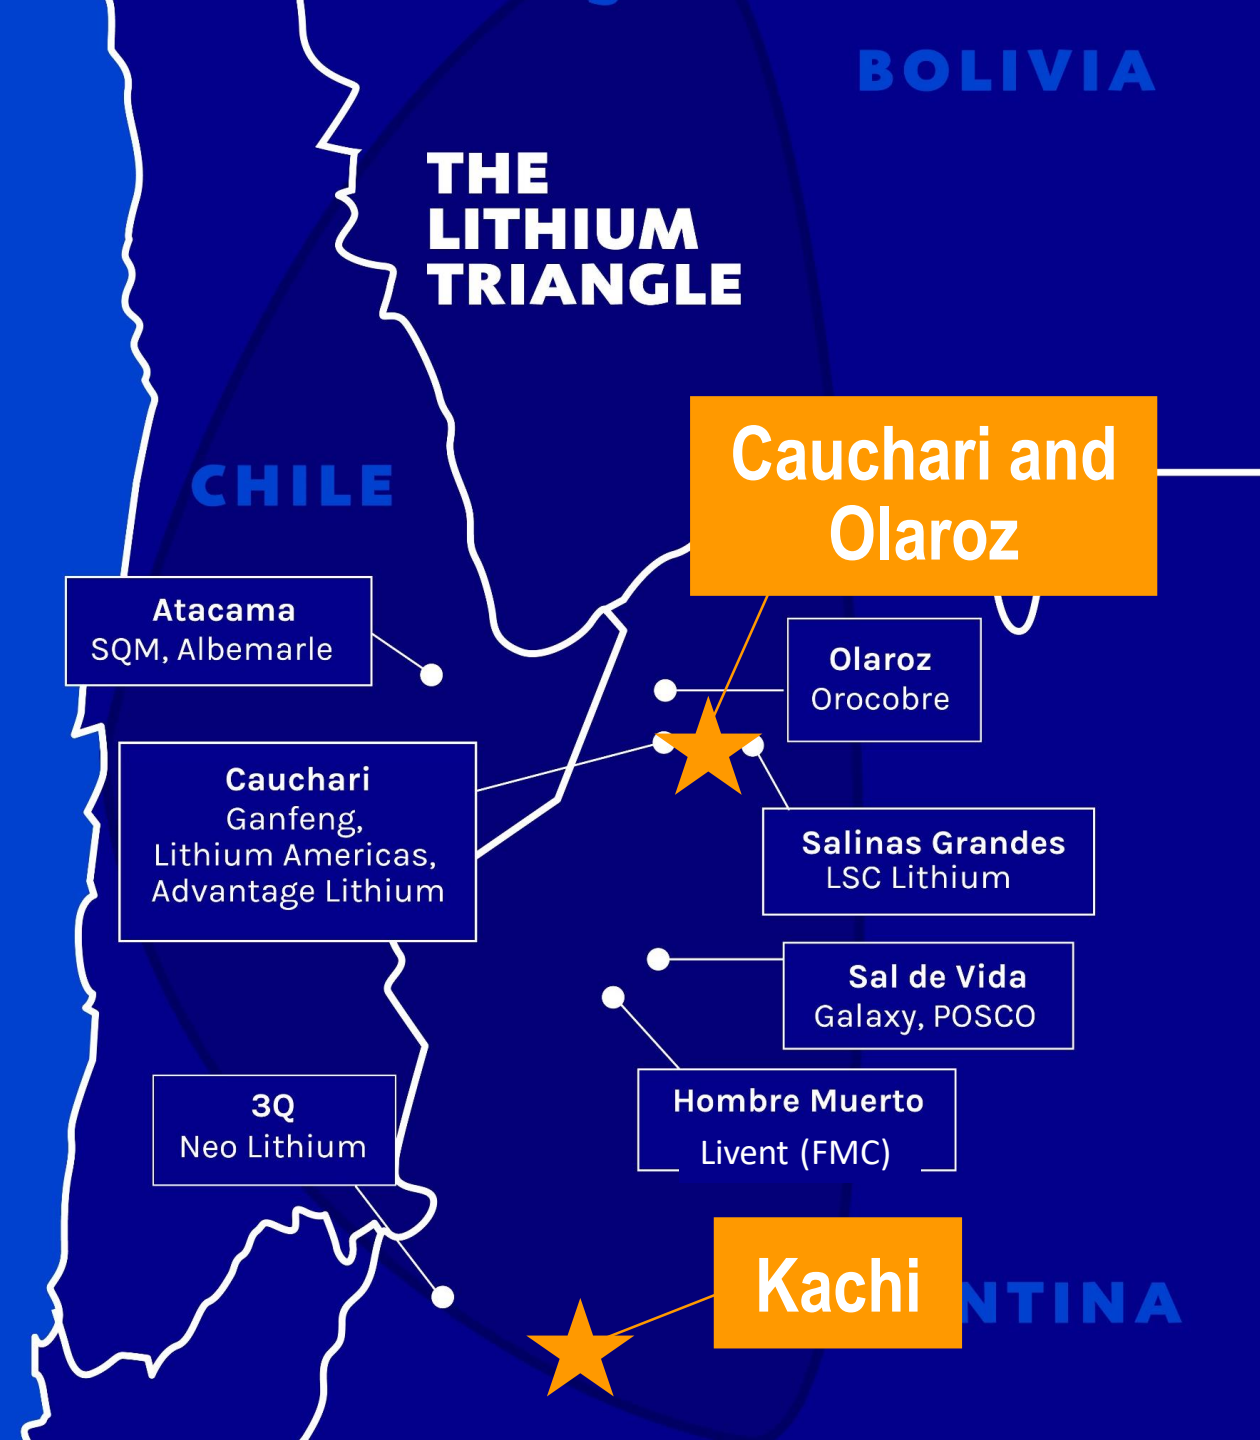 BOLIVIA
THE
LITHIUM
TRIANGLE
Cauchari and
Olaroz
CHILE
Atacama
SQM, Albemarle
Olaroz
Orocobre
Cauchari
Ganfeng,
Lithium Americas,
Advantage Lithium
Salinas Grandes
LSC Lithium
Sal de Vida
Galaxy, POSCO
3Q
Neo Lithium
Hombre Muerto
Livent (FMC)
Kachi
NTINA